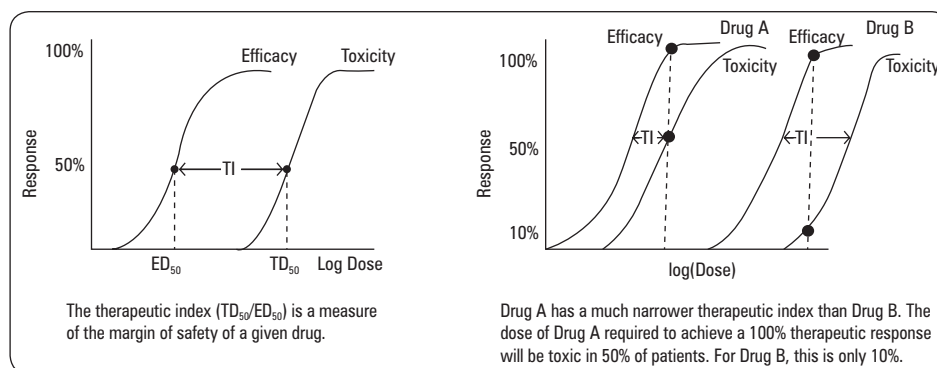 100%
Efficacy
Toxicity
50%
TI
Response
ED50
TD50
Log Dose
The therapeutic index (TD50/ED50) is a measure
of the margin of safety of a given drug.
Efficacy
Drug A
Efficacy
Drug B
100%
Toxicity
Toxicity
TI
TI
50%
Response
10%
log(Dose)
Drug A has a much narrower therapeutic index than Drug B. The
dose of Drug A required to achieve a 100% therapeutic response
will be toxic in 50% of patients. For Drug B, this is only 10%.